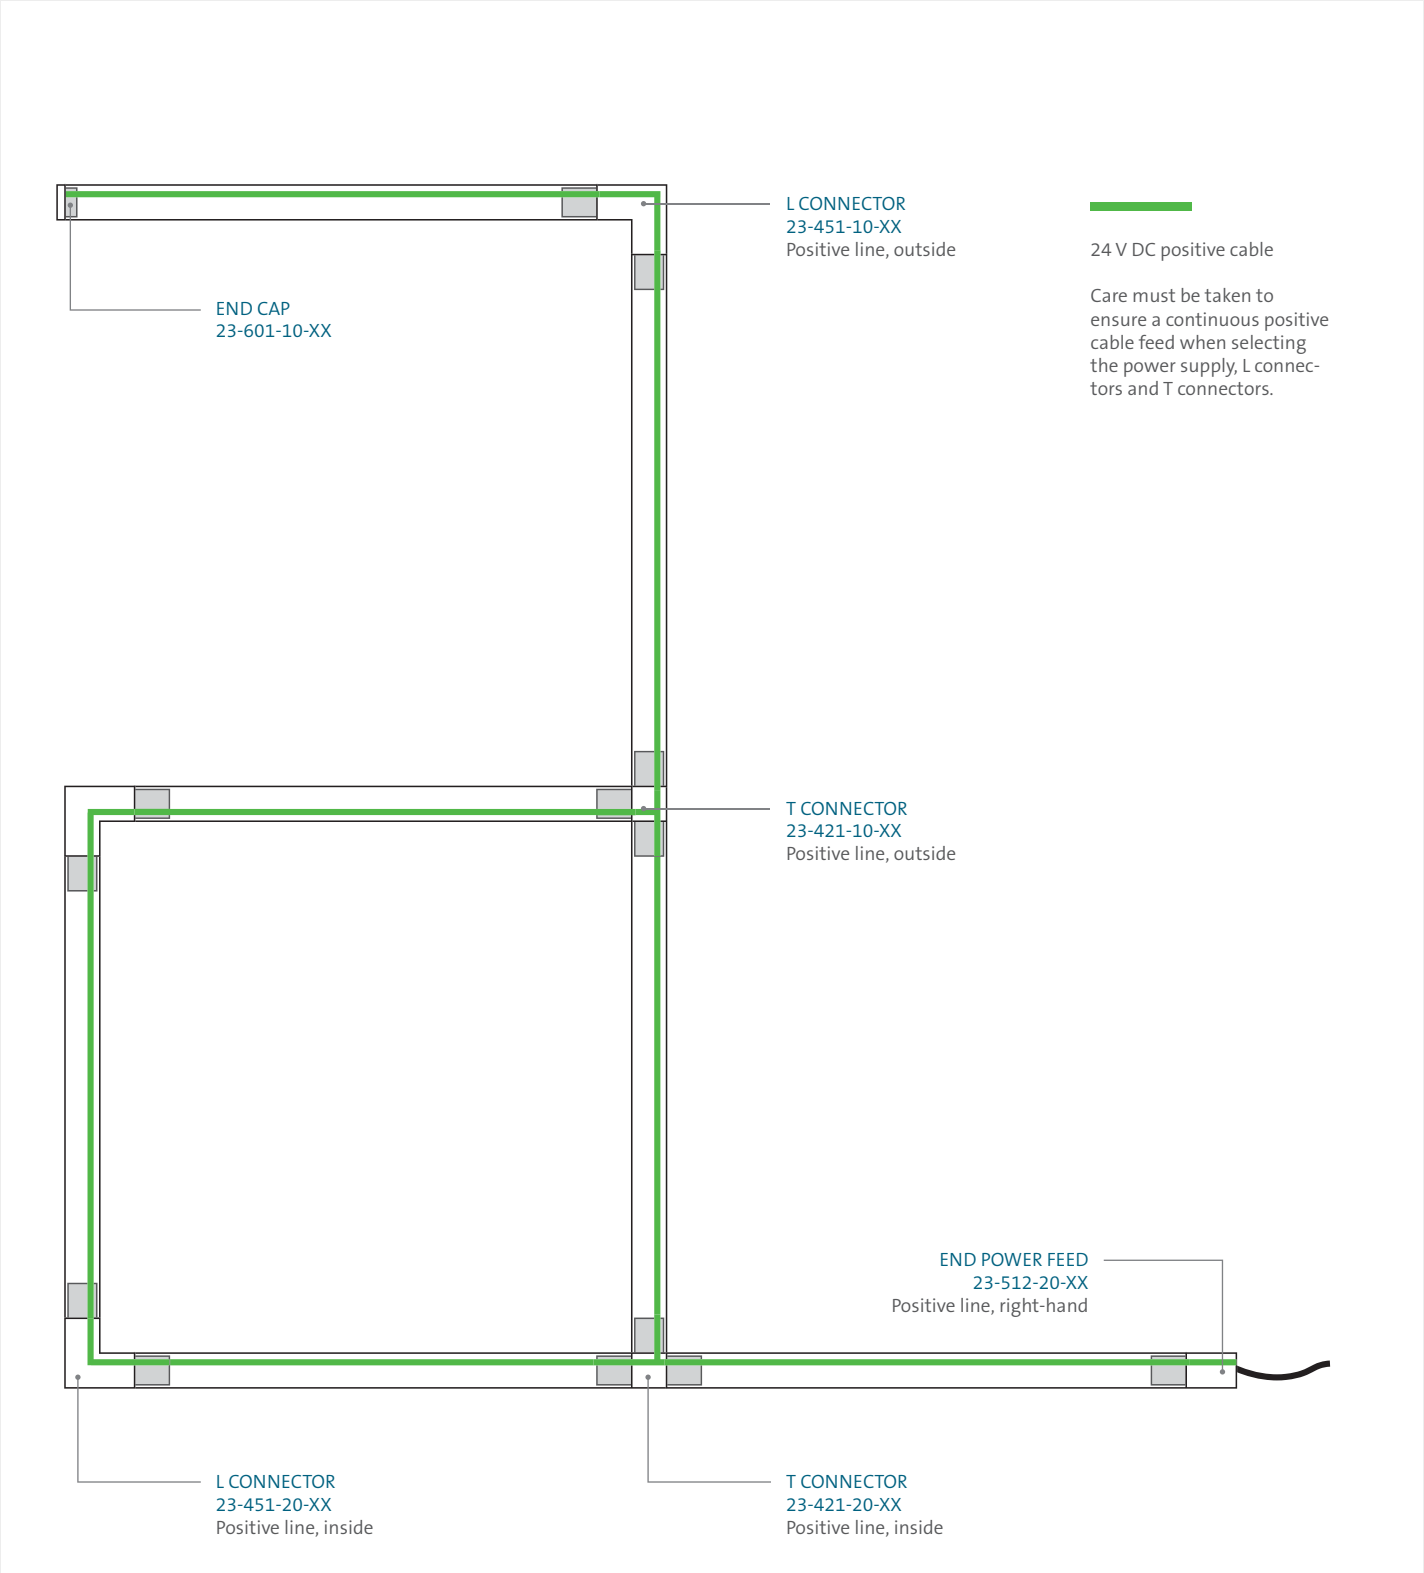 L CONNECTOR
23-451-10-XX
Positive line, outside
24 V DC positive cable
Care must be taken to
ensure a continuous positive
cable feed when selecting
the power supply, L connec-
tors and T connectors.
END CAP
23-601-10-XX
T CONNECTOR
23-421-10-XX
Positive line, outside
END POWER FEED
23-512-20-XX
Positive line, right-hand
L CONNECTOR
23-451-20-XX
Positive line, inside
T CONNECTOR
23-421-20-XX
Positive line, inside